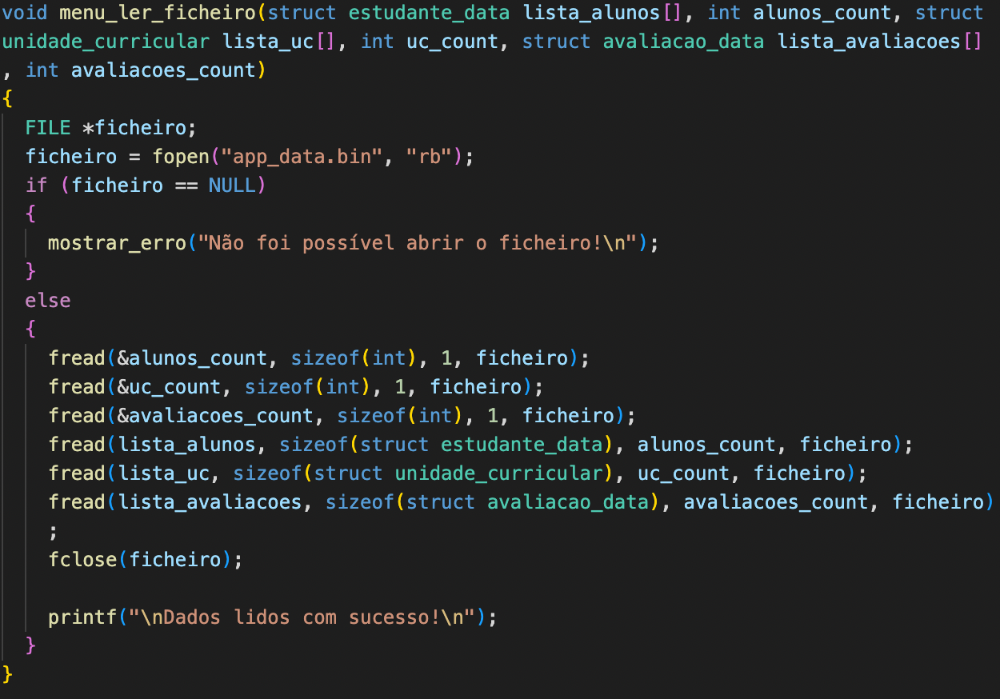 void menu_ler_ficheiro(struct estudante_data lista_alunos[], int alunos_count, struct
unidade_curricular lista_uc[], int uc_count, struct avaliacao_data lista_avaliacoes[]
, int avaliacoes_count)
{
  FILE *ficheiro;
  ficheiro = fopen("app_data.bin", "rb");
  if (ficheiro == NULL)
  {
    mostrar_erro("Não foi possível abrir o ficheiro!\n");
  }
  else
  {
    fread(&alunos_count, sizeof(int), 1, ficheiro);
    fread(&uc_count, sizeof(int), 1, ficheiro);
    fread(&avaliacoes_count, sizeof(int), 1, ficheiro);
    fread(lista_alunos, sizeof(struct estudante_data), alunos_count, ficheiro);
    fread(lista_uc, sizeof(struct unidade_curricular), uc_count, ficheiro);
    fread(lista_avaliacoes, sizeof(struct avaliacao_data), avaliacoes_count, ficheiro)
    ;
    fclose(ficheiro);

    printf("\nDados lidos com sucesso!\n");
  }
}